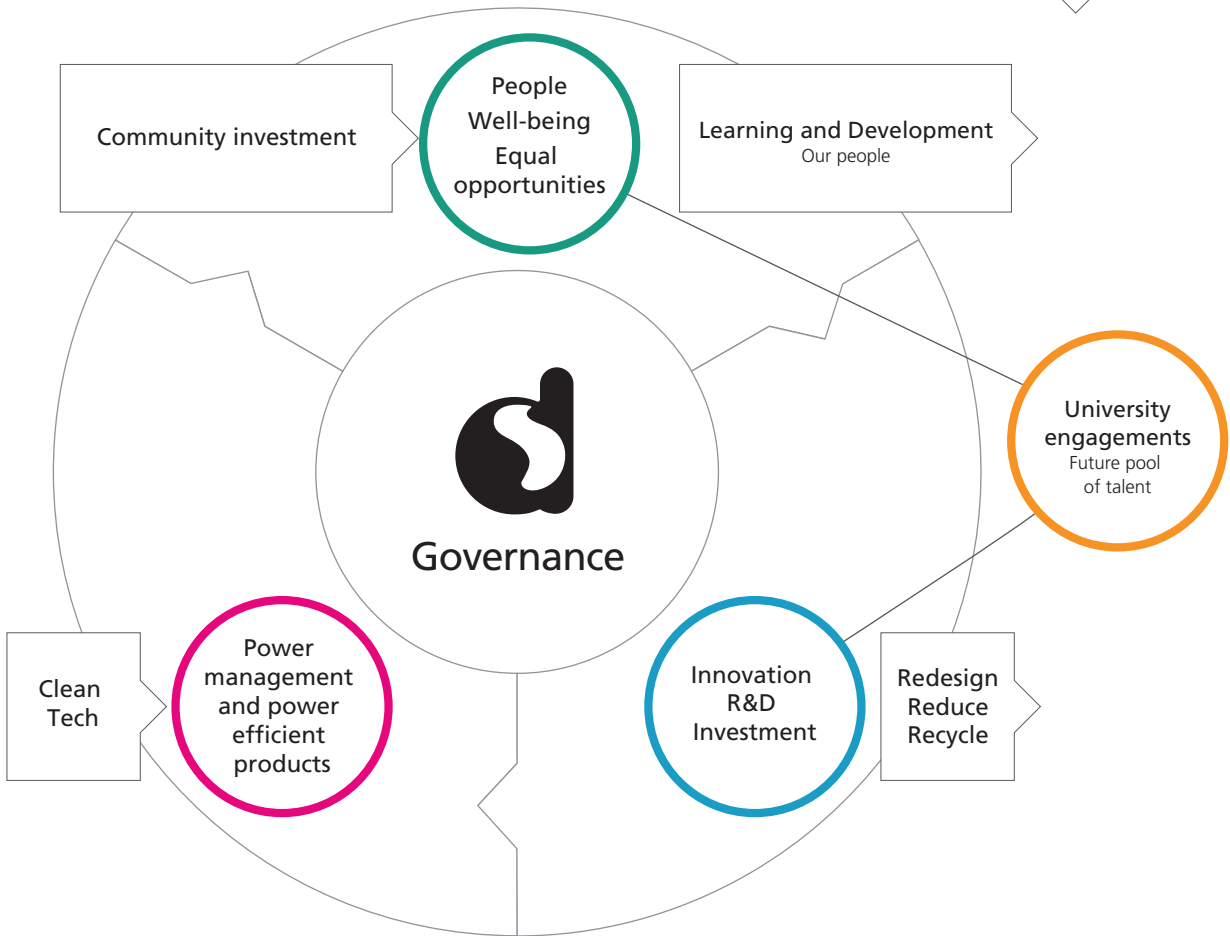 Community investment
People
Well-being
Equal
opportunities
Learning and Development
Our people
University
engagements
Future pool
of talent
Governance
Clean
Tech
Power
management
and power
efficient
products
Innovation
R&D
Investment
Redesign
Reduce
Recycle